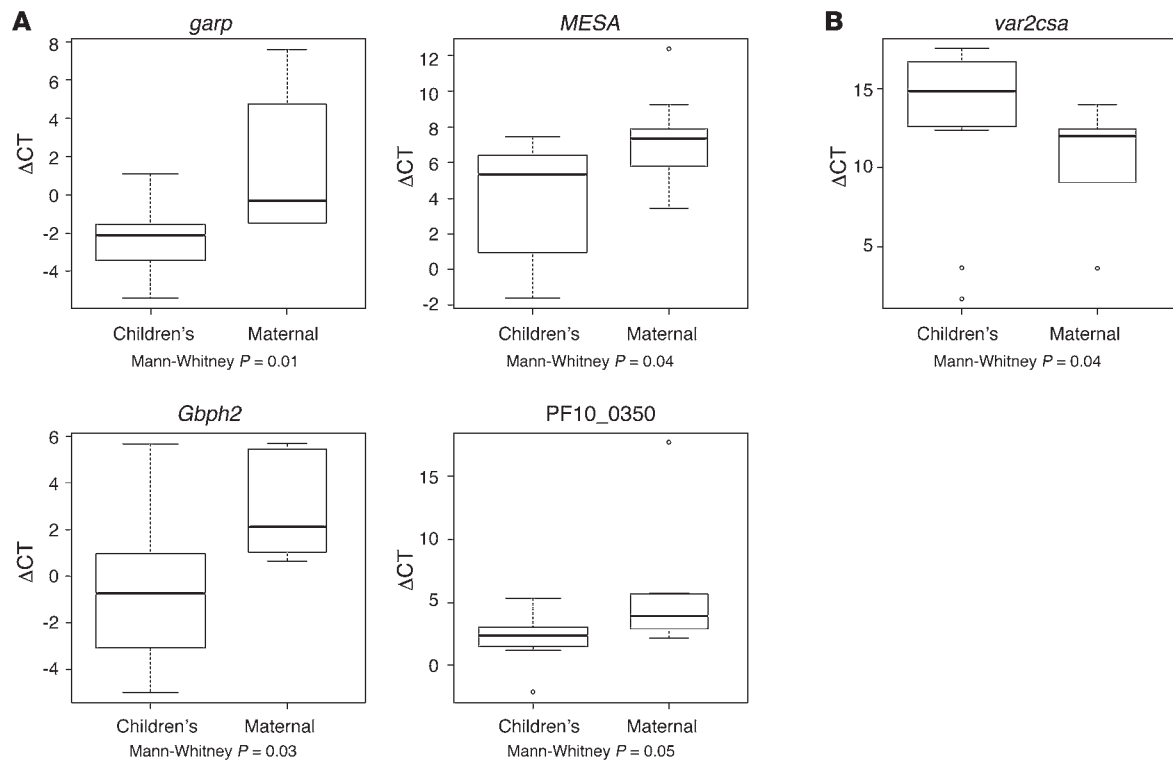 A
garp
8
6
4
2
0
-2
-4
ΔCT
Children's Maternal
Mann-Whitney P = 0.01
MESA
12
10
8
6
4
2
0
-2
ΔCT
Children's Maternal
Mann-Whitney P = 0.04
B
var2csa
15
10
5
ΔCT
Children's Maternal
Mann-Whitney P = 0.04
Gbph2
6
4
2
0
-2
-4
ΔCT
Children's Maternal
Mann-Whitney P = 0.03
PF10_0350
15
10
5
0
ΔCT
Children's Maternal
Mann-Whitney P = 0.05